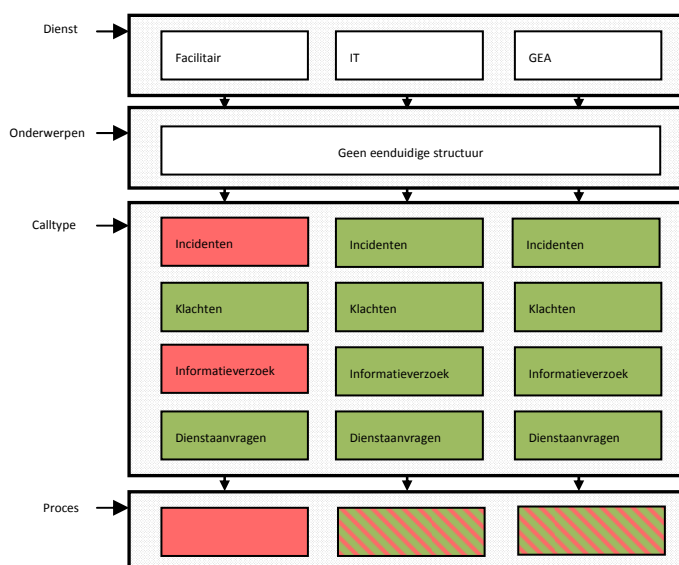 Dienst
Facilitair
IT
GEA
Onderwerpen
Geen eenduidige structuur
Calltype
Incidenten
Incidenten
Incidenten
Klachten
Klachten
Klachten
Informatieverzoek
Informatieverzoek
Informatieverzoek
Dienstaanvragen
Dienstaanvragen
Dienstaanvragen
Proces